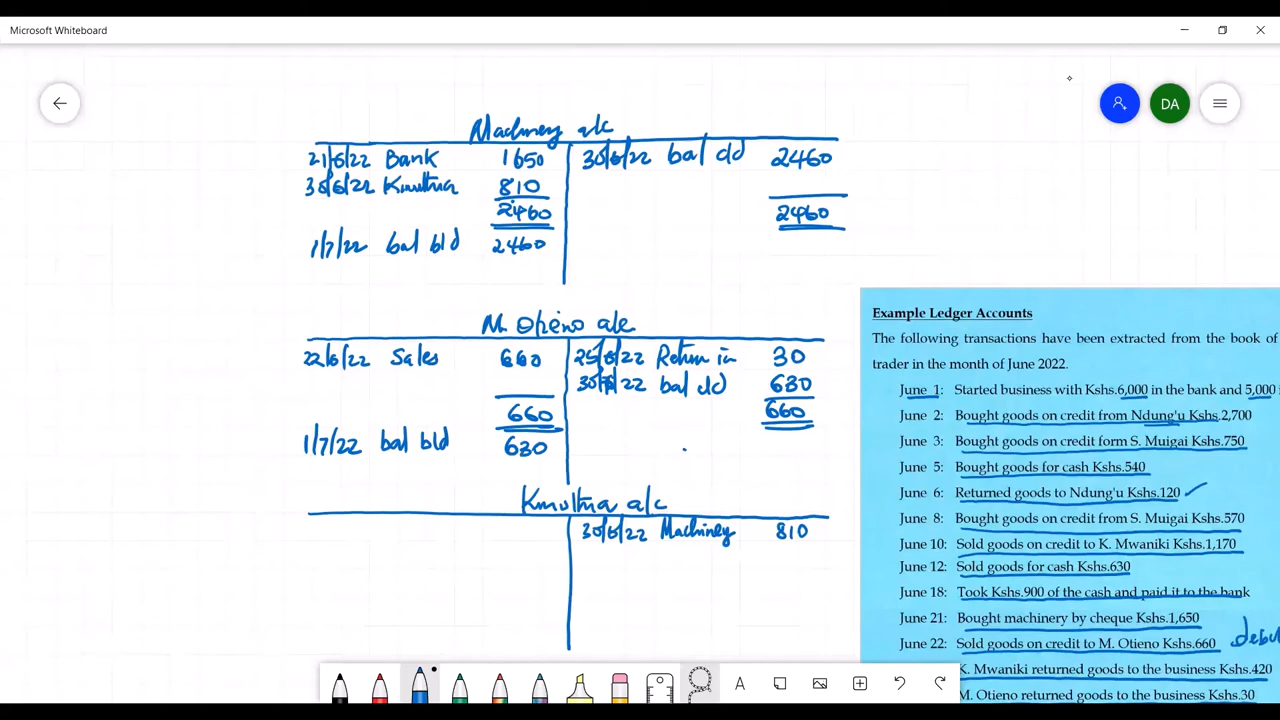 Microsoft Whiteboard
DA
Machinery a/c
21/6/22 Bank 1650 30/6/22 bal c/d 2460
30/6/22 Kmuthia 810
2460 2460
1/7/22 bal b/d 2460
M. Otieno a/c
22/6/22 Sales 660 25/6/22 Return in 30
30/6/22 bal c/d 630
660 660
1/7/22 bal b/d 630
Kmuthia a/c
30/6/22 Machinery 810
Example Ledger Accounts
The following transactions have been extracted from the book of
trader in the month of June 2022.
June 1: Started business with Kshs.6,000 in the bank and 5,000
June 2: Bought goods on credit from Ndung'u Kshs.2,700
June 3: Bought goods on credit form S. Muigai Kshs.750
June 5: Bought goods for cash Kshs.540
June 6: Returned goods to Ndung'u Kshs.120
June 8: Bought goods on credit from S. Muigai Kshs.570
June 10: Sold goods on credit to K. Mwaniki Kshs.1,170
June 12: Sold goods for cash Kshs.630
June 18: Took Kshs.900 of the cash and paid it to the bank
June 21: Bought machinery by cheque Kshs.1,650
June 22: Sold goods on credit to M. Otieno Kshs.660
K. Mwaniki returned goods to the business Kshs.420
M. Otieno returned goods to the business Kshs.30
A